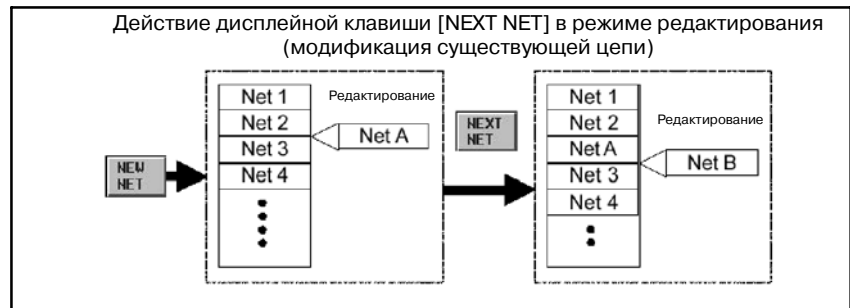 Действие дисплейной клавиши [NEXT NET] в режиме редактирования
(модификация существующей цепи)
NEW
NET
Net 1
Net 2
Net 3
Net 4
Редактирование
Net A
NEXT
NET
Net 1
Net 2
Net A
Net 3
Net 4
Редактирование
Net B